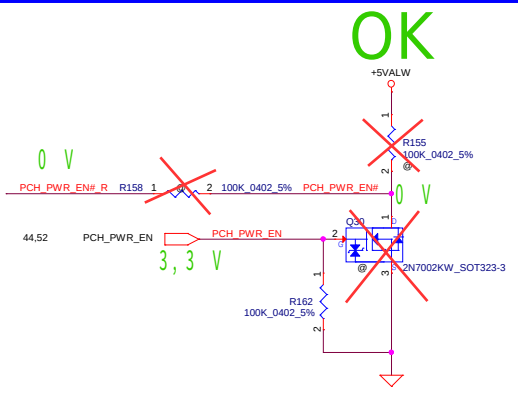 OK
+5VALW
1
R155
100K_0402_5%
2
@
0 V
PCH_PWR_EN#_R
R158
1
@
2
100K_0402_5%
PCH_PWR_EN#
0 V
1
D
Q30
44,52
PCH_PWR_EN
PCH_PWR_EN
2
G
3,3 V
@
3
2N7002KW_SOT323-3
1
R162
100K_0402_5%
2